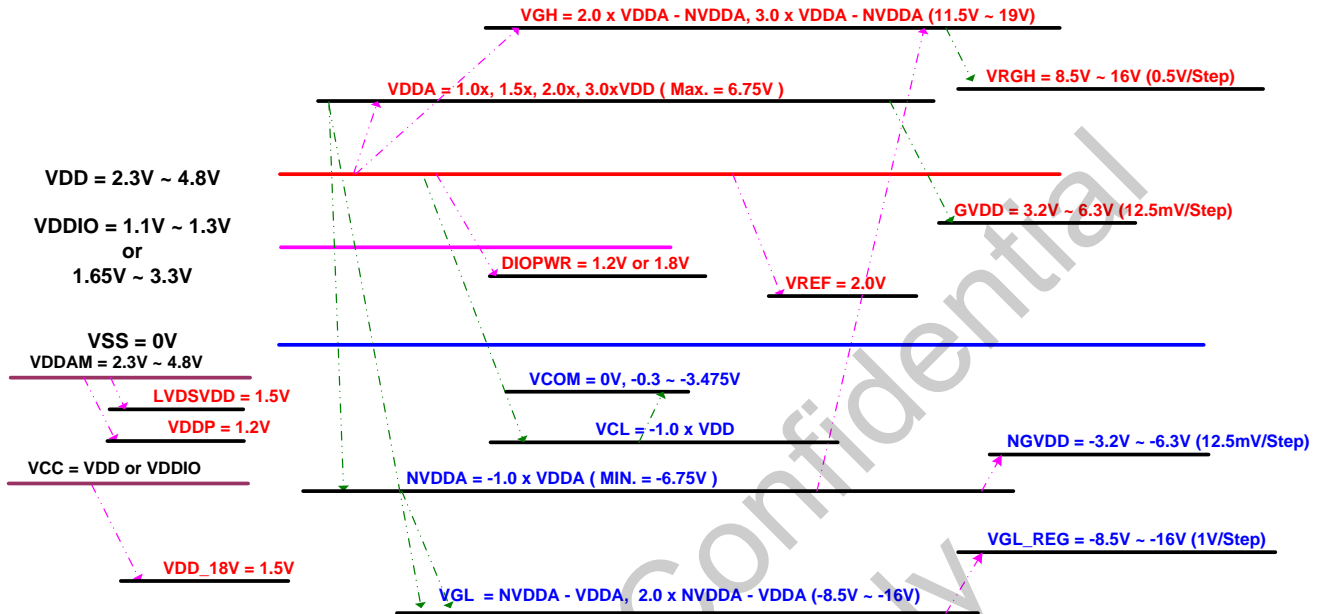 VGH = 2.0 x VDDA - NVDDA, 3.0 x VDDA - NVDDA (11.5V ~ 19V)
VRGH = 8.5V ~ 16V (0.5V/Step)
VDDA = 1.0x, 1.5x, 2.0x, 3.0xVDD ( Max. = 6.75V )
VDD = 2.3V ~ 4.8V
GVDD = 3.2V ~ 6.3V (12.5mV/Step)
VDDIO = 1.1V ~ 1.3V
or
1.65V ~ 3.3V
DIOPWR = 1.2V or 1.8V
VREF = 2.0V
VSS = 0V
VDDAM = 2.3V ~ 4.8V
LVDSVDD = 1.5V
VDDP = 1.2V
VCOM = 0V, -0.3 ~ -3.475V
VCL = -1.0 x VDD
NGVDD = -3.2V ~ -6.3V (12.5mV/Step)
VCC = VDD or VDDIO
NVDDA = -1.0 x VDDA ( MIN. = -6.75V )
VGL_REG = -8.5V ~ -16V (1V/Step)
VDD_18V = 1.5V
VGL = NVDDA - VDDA, 2.0 x NVDDA - VDDA (-8.5V ~ -16V)
Confidential